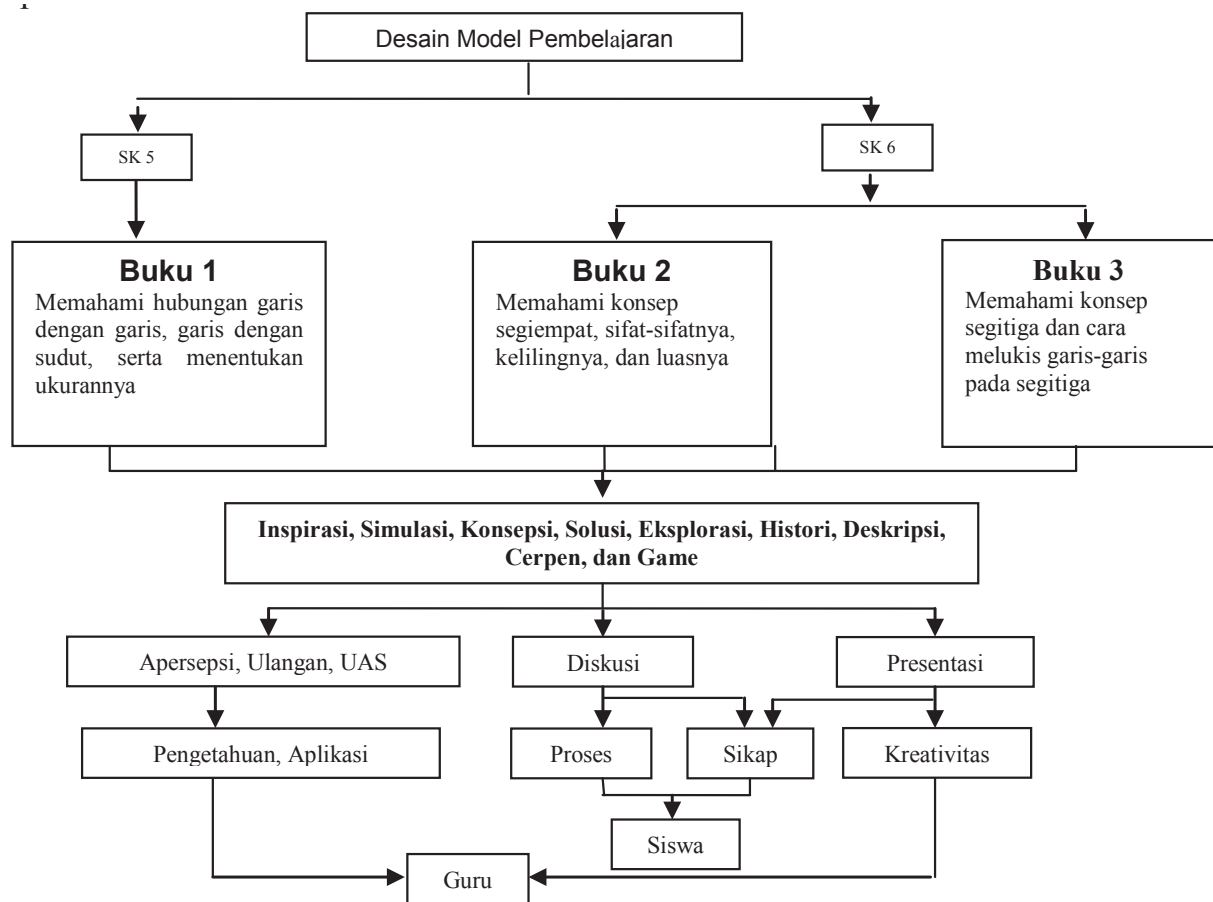 Desain Model Pembelajaran
SK 5
SK 6
Buku 1
Memahami hubungan garis
dengan garis, garis dengan
sudut, serta menentukan
ukurannya
Buku 2
Memahami konsep
segiempat, sifat-sifatnya,
kelilingnya, dan luasnya
Buku 3
Memahami konsep
segitiga dan cara
melukis garis-garis
pada segitiga
Inspirasi, Simulasi, Konsepsi, Solusi, Eksplorasi, Histori, Deskripsi,
Cerpen, dan Game
Apersepsi, Ulangan, UAS
Diskusi
Presentasi
Pengetahuan, Aplikasi
Proses
Sikap
Kreativitas
Siswa
Guru